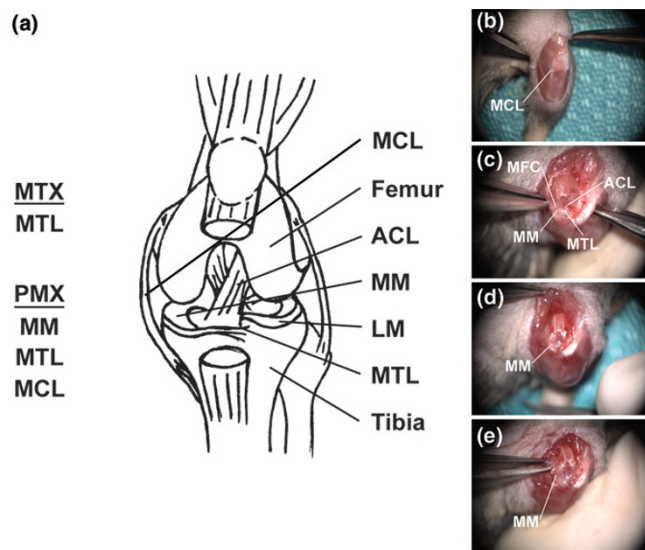 (a)
MTX
MTL
PMX
MM
MTL
MCL
MCL
Femur
ACL
MM
LM
MTL
Tibia
(b)
MCL
(c)
MFC
ACL
MM
MTL
(d)
MM
(e)
MM